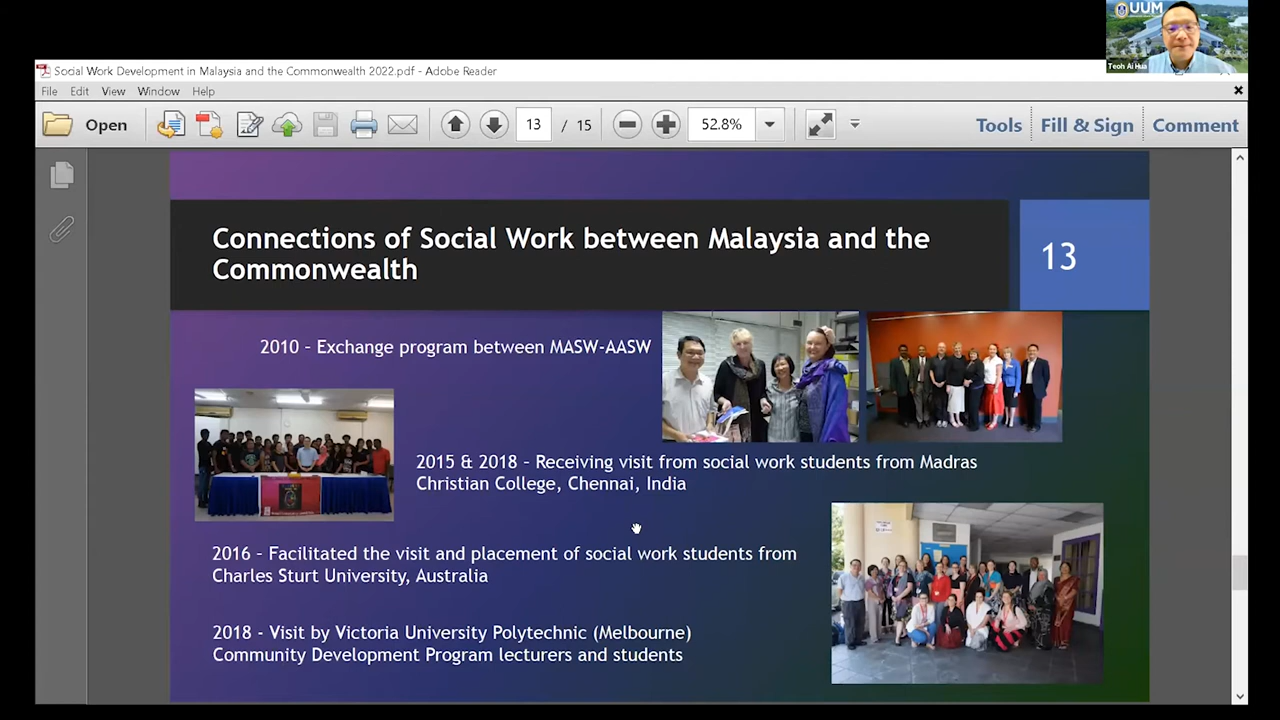 UUM
Teoh Ai Hua
Social Work Development in Malaysia and the Commonwealth 2022.pdf - Adobe Reader
File Edit View Window Help
Open 13 / 15 52.8% Tools Fill & Sign Comment
Connections of Social Work between Malaysia and the
Commonwealth
13
2010 – Exchange program between MASW-AASW
2015 & 2018 – Receiving visit from social work students from Madras
Christian College, Chennai, India
2016 – Facilitated the visit and placement of social work students from
Charles Sturt University, Australia
2018 - Visit by Victoria University Polytechnic (Melbourne)
Community Development Program lecturers and students